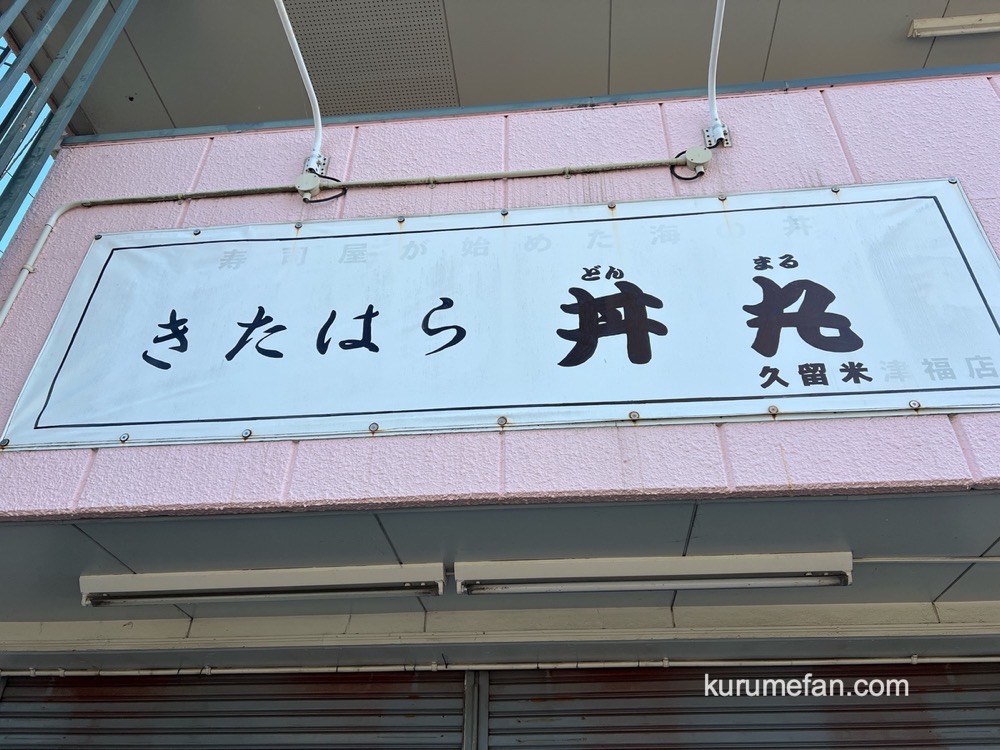 寿司屋が始めた海の丼
どん まる
きたはら 丼丸
久留米津福店
kurumefan.com